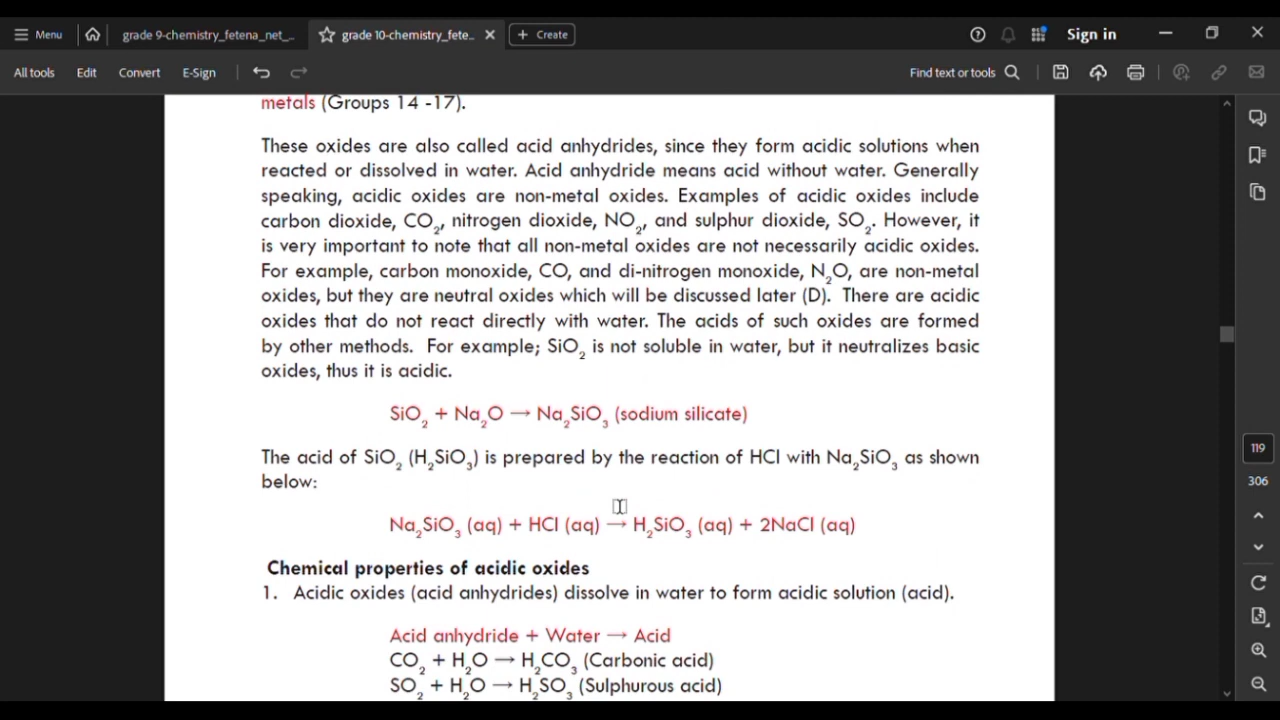 Menu
grade 9-chemistry_fetena_net_...
grade 10-chemistry_fete...
+ Create
Sign in
All tools Edit Convert E-Sign
Find text or tools
metals (Groups 14 -17).
These oxides are also called acid anhydrides, since they form acidic solutions when
reacted or dissolved in water. Acid anhydride means acid without water. Generally
speaking, acidic oxides are non-metal oxides. Examples of acidic oxides include
carbon dioxide, CO₂, nitrogen dioxide, NO₂, and sulphur dioxide, SO₂. However, it
is very important to note that all non-metal oxides are not necessarily acidic oxides.
For example, carbon monoxide, CO, and di-nitrogen monoxide, N₂O, are non-metal
oxides, but they are neutral oxides which will be discussed later (D). There are acidic
oxides that do not react directly with water. The acids of such oxides are formed
by other methods. For example; SiO₂ is not soluble in water, but it neutralizes basic
oxides, thus it is acidic.
SiO₂ + Na₂O → Na₂SiO₃ (sodium silicate)
The acid of SiO₂ (H₂SiO₃) is prepared by the reaction of HCl with Na₂SiO₃ as shown
below:
Na₂SiO₃ (aq) + HCl (aq) → H₂SiO₃ (aq) + 2NaCl (aq)
Chemical properties of acidic oxides
1. Acidic oxides (acid anhydrides) dissolve in water to form acidic solution (acid).
Acid anhydride + Water → Acid
CO₂ + H₂O → H₂CO₃ (Carbonic acid)
SO₂ + H₂O → H₂SO₃ (Sulphurous acid)
119
306